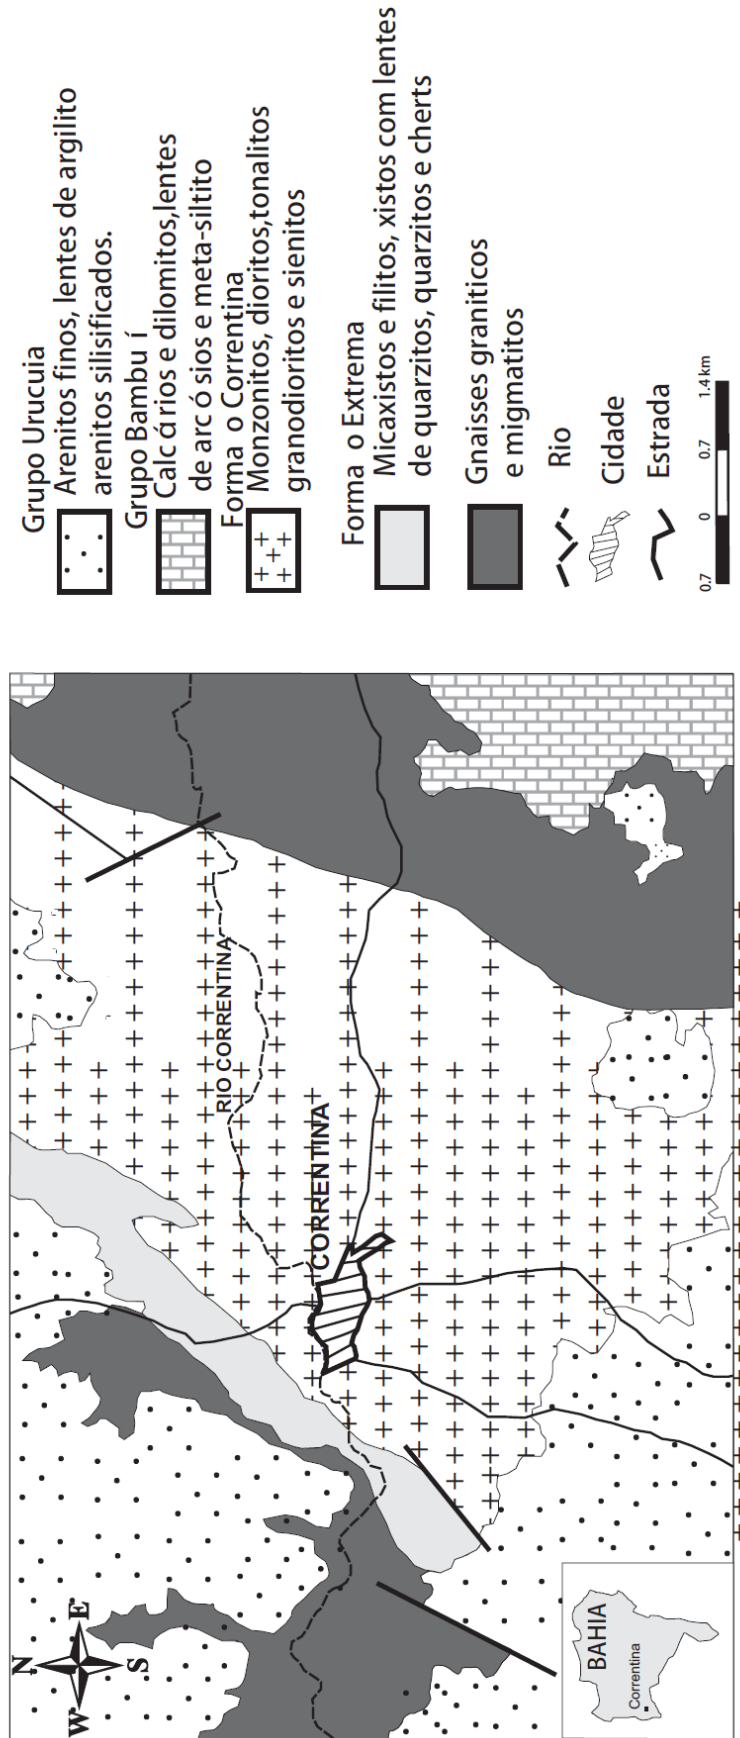 Grupo Urucuia
Arenitos finos, lentes de argilito
arenitos silisificados.
Grupo Bambu í
Calc á rios e dilomitos,lentes
de arc ó sios e meta-siltito
Forma o Correntina
Monzonitos, dioritos,tonalitos
granodioritos e sienitos
Forma o Extrema
Micaxistos e filitos, xistos com lentes
de quarzitos, quarzitos e cherts
Gnaisses graniticos
e migmatitos
Rio
Cidade
Estrada
0.7 0 0.7 1.4 km
N
W E
S
RIO CORRENTINA
CORRENTINA
BAHIA
Correntina